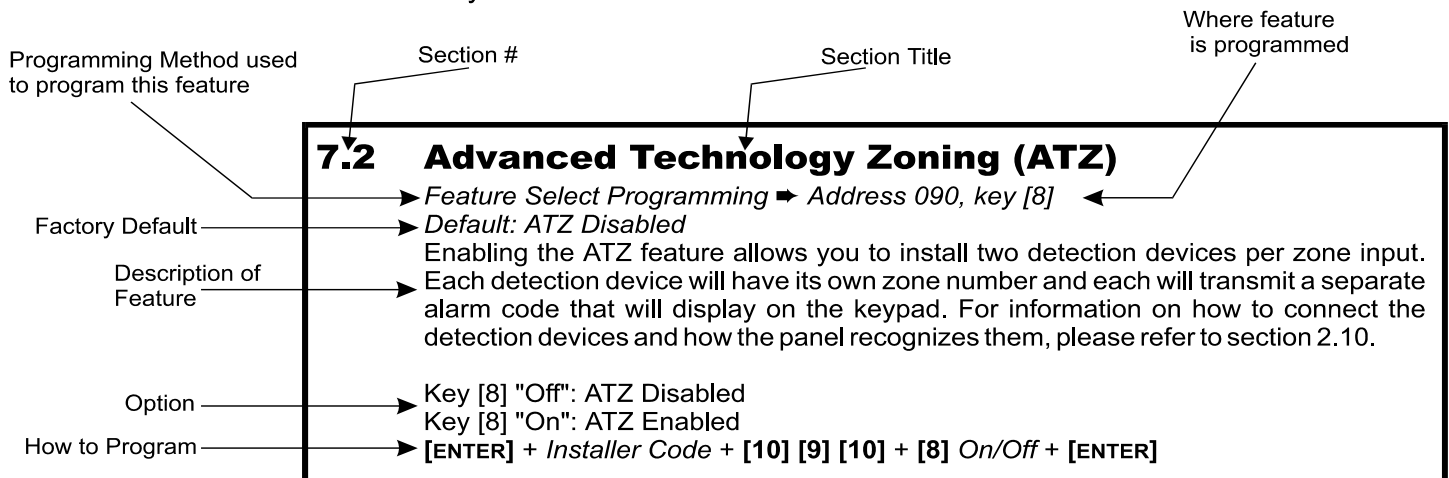 Where feature
is programmed
Section #
Section Title
Programming Method used
to program this feature
7.2 Advanced Technology Zoning (ATZ)
Feature Select Programming ➨ Address 090, key [8]
Factory Default
Default: ATZ Disabled
Enabling the ATZ feature allows you to install two detection devices per zone input.
Description of
Feature
Each detection device will have its own zone number and each will transmit a separate
alarm code that will display on the keypad. For information on how to connect the
detection devices and how the panel recognizes them, please refer to section 2.10.
Option
Key [8] "Off": ATZ Disabled
Key [8] "On": ATZ Enabled
How to Program
[ENTER] + Installer Code + [10] [9] [10] + [8] On/Off + [ENTER]